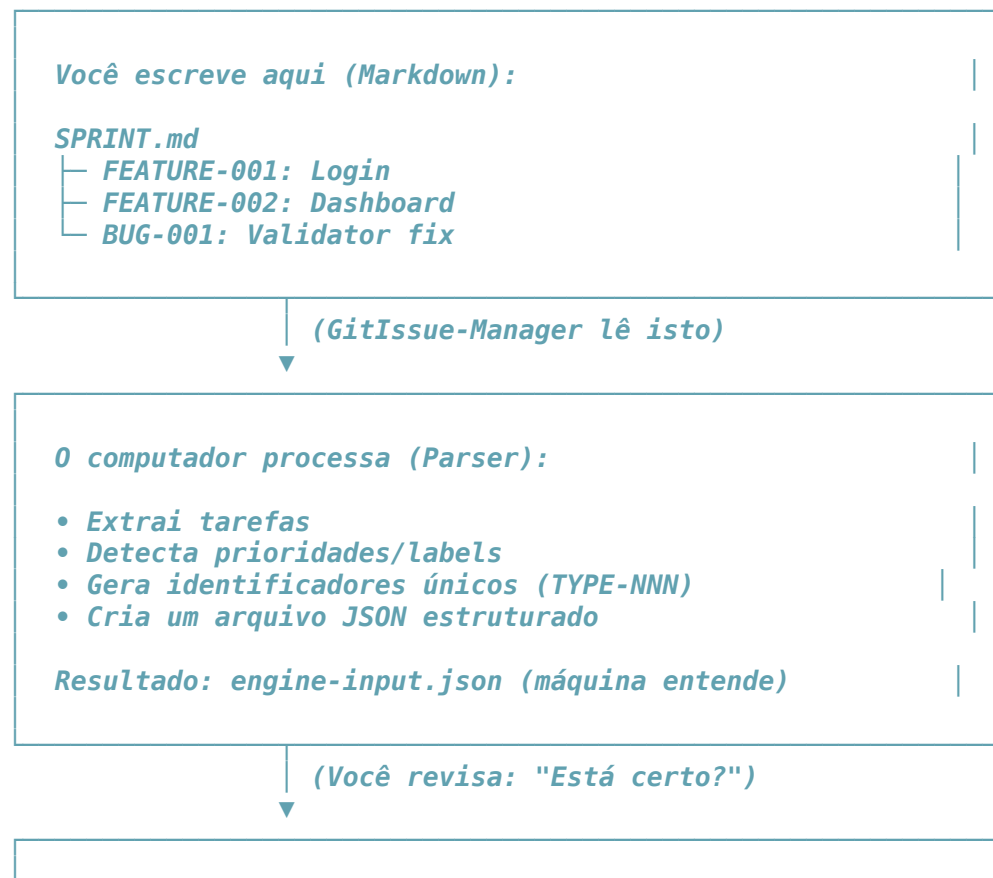 Você escreve aqui (Markdown):
SPRINT.md
├─ FEATURE-001: Login
├─ FEATURE-002: Dashboard
└─ BUG-001: Validator fix
(GitIssue-Manager lê isto)
▼
O computador processa (Parser):
• Extrai tarefas
• Detecta prioridades/labels
• Gera identificadores únicos (TYPE-NNN)
• Cria um arquivo JSON estruturado
Resultado: engine-input.json (máquina entende)
(Você revisa: "Está certo?")
▼